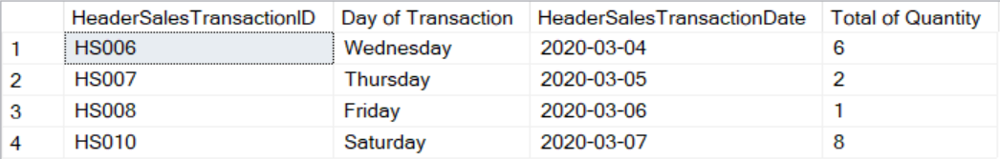 HeaderSalesTransactionID Day of Transaction HeaderSalesTransactionDate Total of Quantity
1 HS006 Wednesday 2020-03-04 6
2 HS007 Thursday 2020-03-05 2
3 HS008 Friday 2020-03-06 1
4 HS010 Saturday 2020-03-07 8